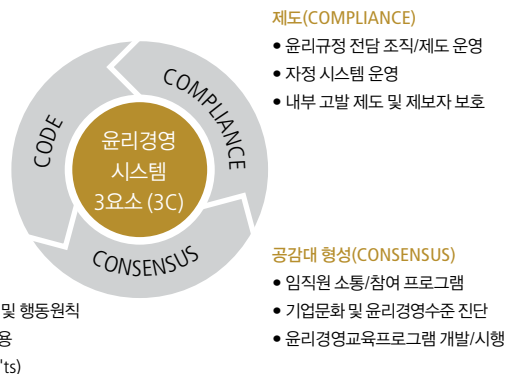 제도(COMPLIANCE)
• 윤리규정 전담 조직/제도 운영
• 자정 시스템 운영
• 내부 고발 제도 및 제보자 보호
CODE
COMPLIANCE
CONSENSUS
윤리경영
시스템
3요소 (3C)
공감대 형성(CONSENSUS)
• 임직원 소통/참여 프로그램
• 기업문화 및 윤리경영수준 진단
• 윤리경영교육프로그램 개발/시행
및 행동원칙
용
'ts)